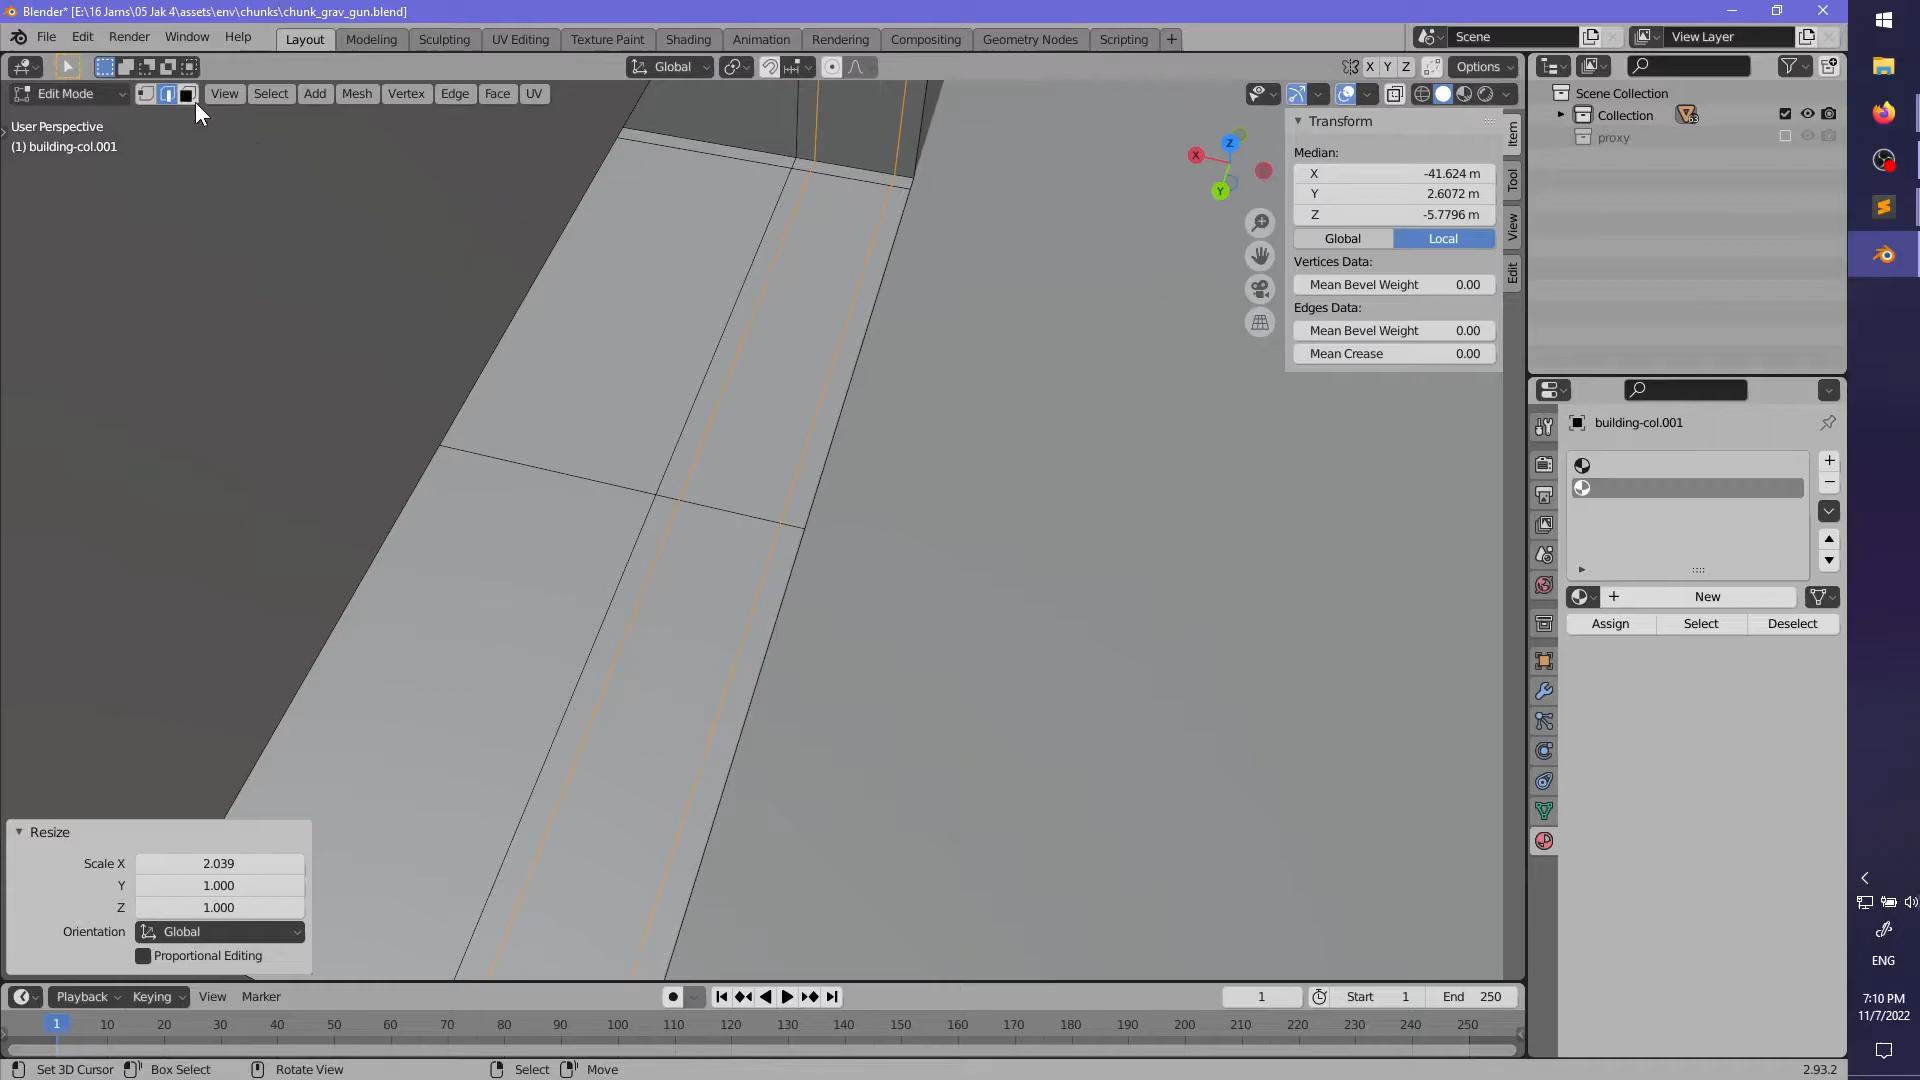 Blender* [E:\16 Jams\05 Jak 4\assets\env\chunks\chunk_grav_gun.blend]
File Edit Render Window Help Layout Modeling Sculpting UV Editing Texture Paint Shading Animation Rendering Compositing Geometry Nodes Scripting + Scene View Layer
Global X Y Z Options
Edit Mode View Select Add Mesh Vertex Edge Face UV
User Perspective
(1) building-col.001
Z
X
Y
Transform
Median:
X -41.624 m
Y 2.6072 m
Z -5.7796 m
Global Local
Vertices Data:
Mean Bevel Weight 0.00
Edges Data:
Mean Bevel Weight 0.00
Mean Crease 0.00
Item
Tool
View
Edit
Scene Collection
Collection 63
proxy
building-col.001
New
Assign Select Deselect
Resize
Scale X 2.039
Y 1.000
Z 1.000
Orientation Global
Proportional Editing
Playback Keying View Marker 1 Start 1 End 250
1 10 20 30 40 50 60 70 80 90 100 110 120 130 140 150 160 170 180 190 200 210 220 230 240 250
Set 3D Cursor Box Select Rotate View Select Move 2.93.2
ENG
7:10 PM
11/7/2022